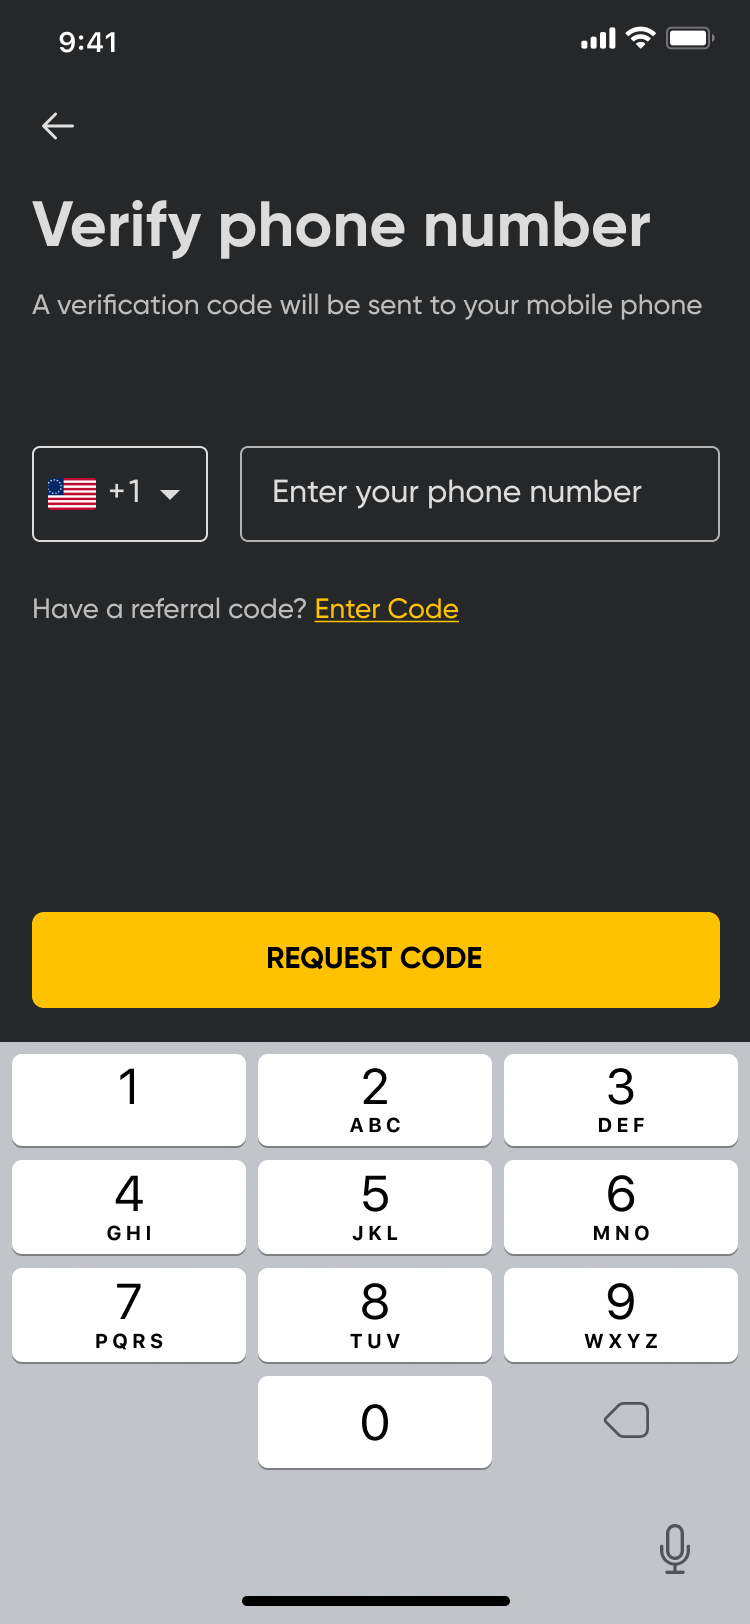 9:41
Verify phone number
A verification code will be sent to your mobile phone
+1
Enter your phone number
Have a referral code? Enter Code
REQUEST CODE
1
2
ABC
3
DEF
4
GHI
5
JKL
6
MNO
7
PQRS
8
TUV
9
WXYZ
0